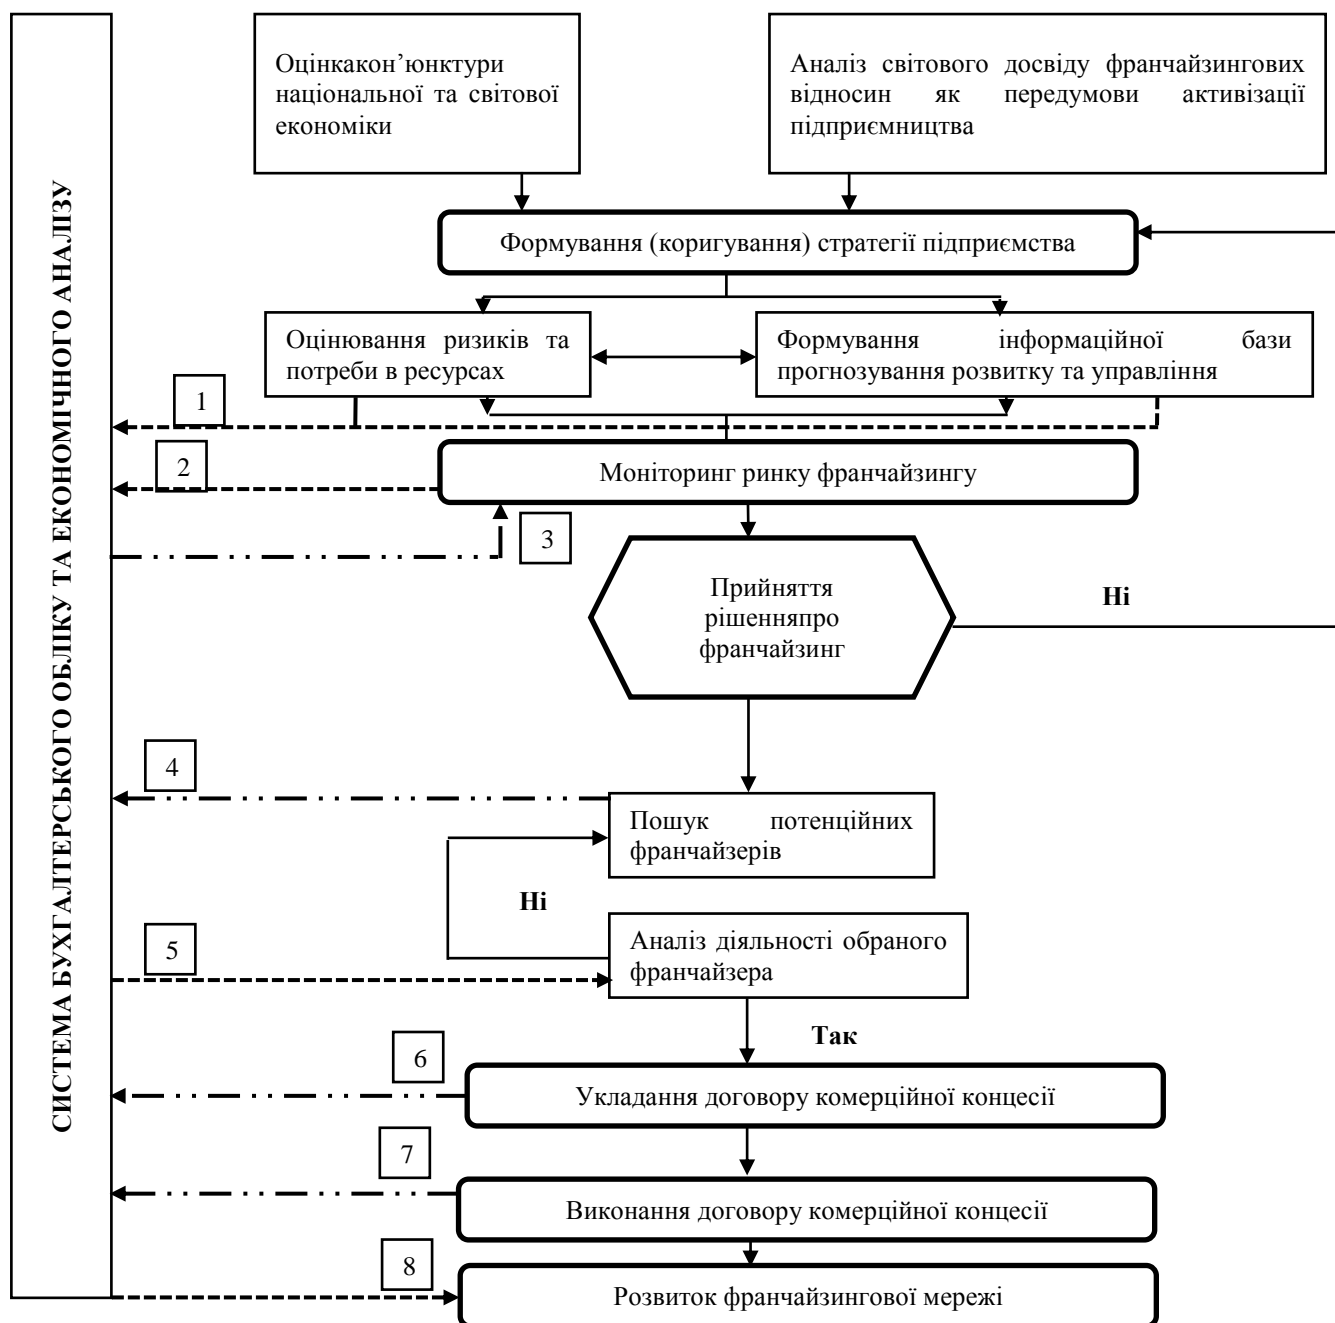 СИСТЕМА БУХГАЛТЕРСЬКОГО ОБЛІКУ ТА ЕКОНОМІЧНОГО АНАЛІЗУ
Оцінкакон’юнктури
національної та світової
економіки
Аналіз світового досвіду франчайзингових
відносин як передумови активізації
підприємництва
Формування (коригування) стратегії підприємства
Оцінювання ризиків та
потреби в ресурсах
Формування інформаційної бази
прогнозування розвитку та управління
1
2
Моніторинг ринку франчайзингу
3
Прийняття
рішенняпро
франчайзинг
Ні
4
Пошук потенційних
франчайзерів
Ні
5
Аналіз діяльності обраного
франчайзера
Так
6
Укладання договору комерційної концесії
7
Виконання договору комерційної концесії
8
Розвиток франчайзингової мережі